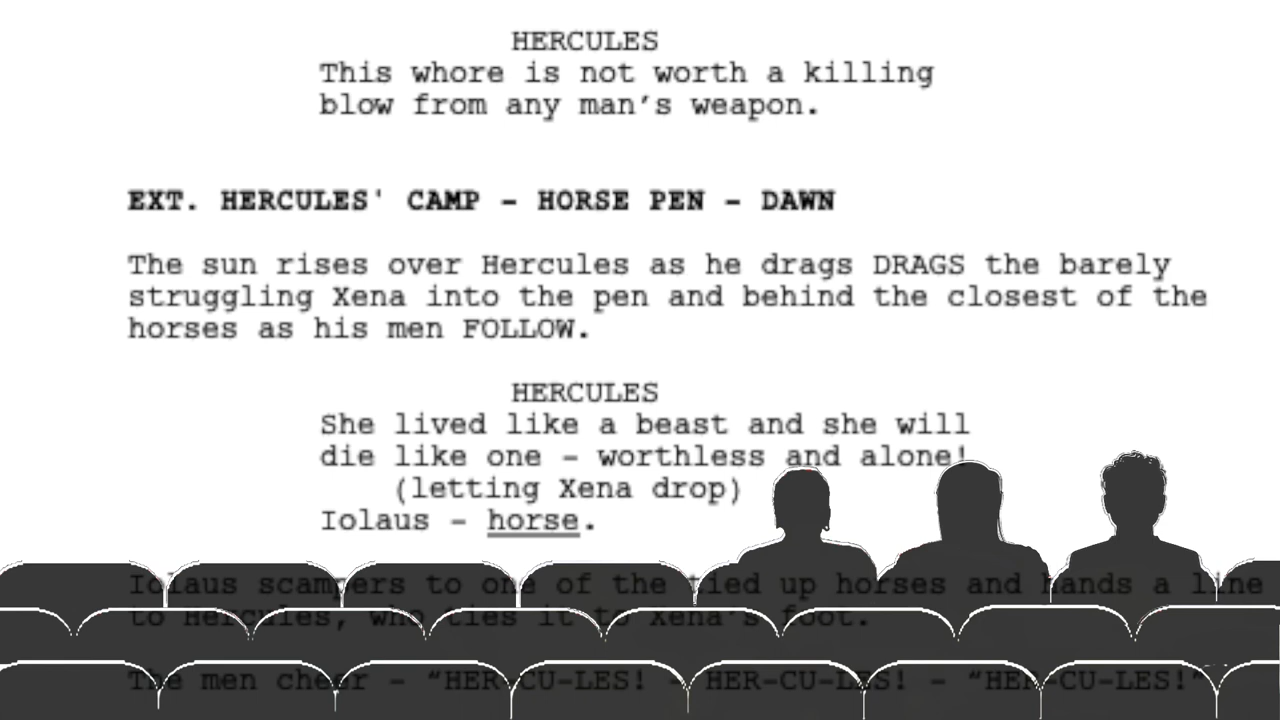 HERCULES
This whore is not worth a killing
blow from any man's weapon.
EXT. HERCULES' CAMP - HORSE PEN - DAWN
The sun rises over Hercules as he drags DRAGS the barely
struggling Xena into the pen and behind the closest of the
horses as his men FOLLOW.
HERCULES
She lived like a beast and she will
die like one - worthless and alone!
(letting Xena drop)
Iolaus - horse.
Iolaus scampers to one of the tied up horses and hands a line
to Hercules, who ties it to Xena's foot.
The men cheer - "HER-CU-LES! - HER-CU-LES! - "HER-CU-LES!"